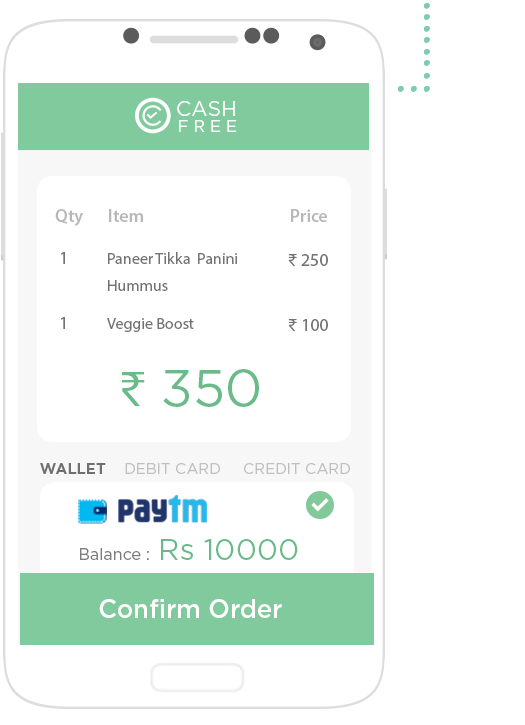 CASH
FREE
Qty Item Price
1 Paneer Tikka Panini ₹ 250
Hummus
1 Veggie Boost ₹ 100
₹ 350
WALLET DEBIT CARD CREDIT CARD
paytm
Balance : Rs 10000
Confirm Order